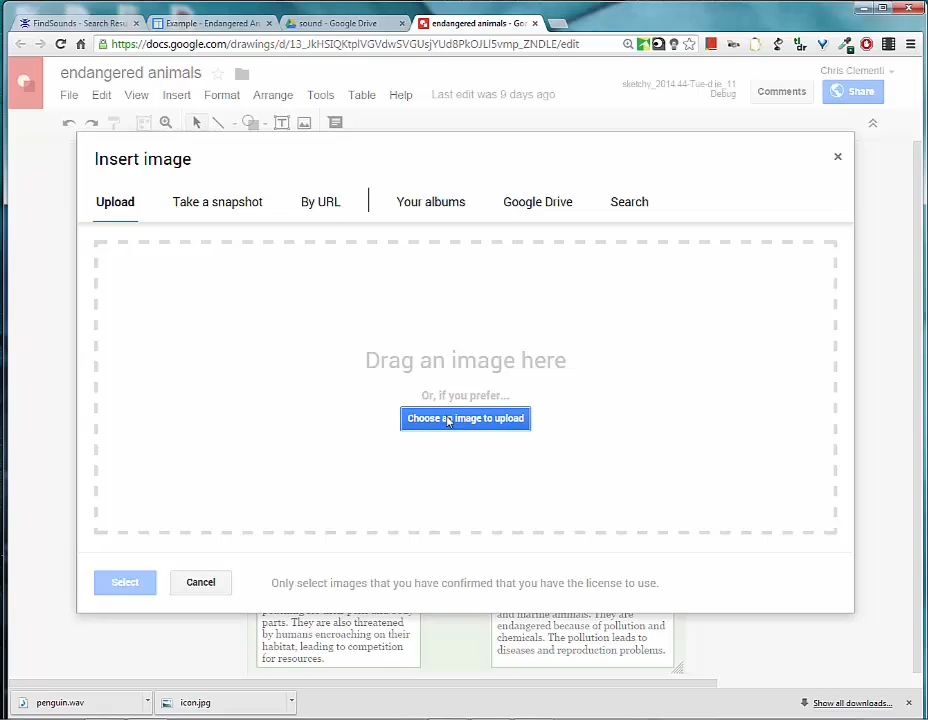 FindSounds - Search Resu
Example - Endangered An
sound - Google Drive
endangered animals - Goo
https://docs.google.com/drawings/d/13_JkHSIQKtplVGVdwSVGUsjYUd8PkOJLl5vmp_ZNDLE/edit
endangered animals
Chris Clementi
File Edit View Insert Format Arrange Tools Table Help Last edit was 9 days ago
sketchy_2014.44-Tue-d.ie_11
Debug
Comments
Share
Insert image
Upload Take a snapshot By URL Your albums Google Drive Search
Drag an image here
Or, if you prefer...
Choose an image to upload
Select
Cancel
Only select images that you have confirmed that you have the license to use.
parts. They are also threatened
by humans encroaching on their
habitat, leading to competition
for resources.
and marine animals. They are
endangered because of pollution and
chemicals. The pollution leads to
diseases and reproduction problems.
penguin.wav
icon.jpg
Show all downloads...